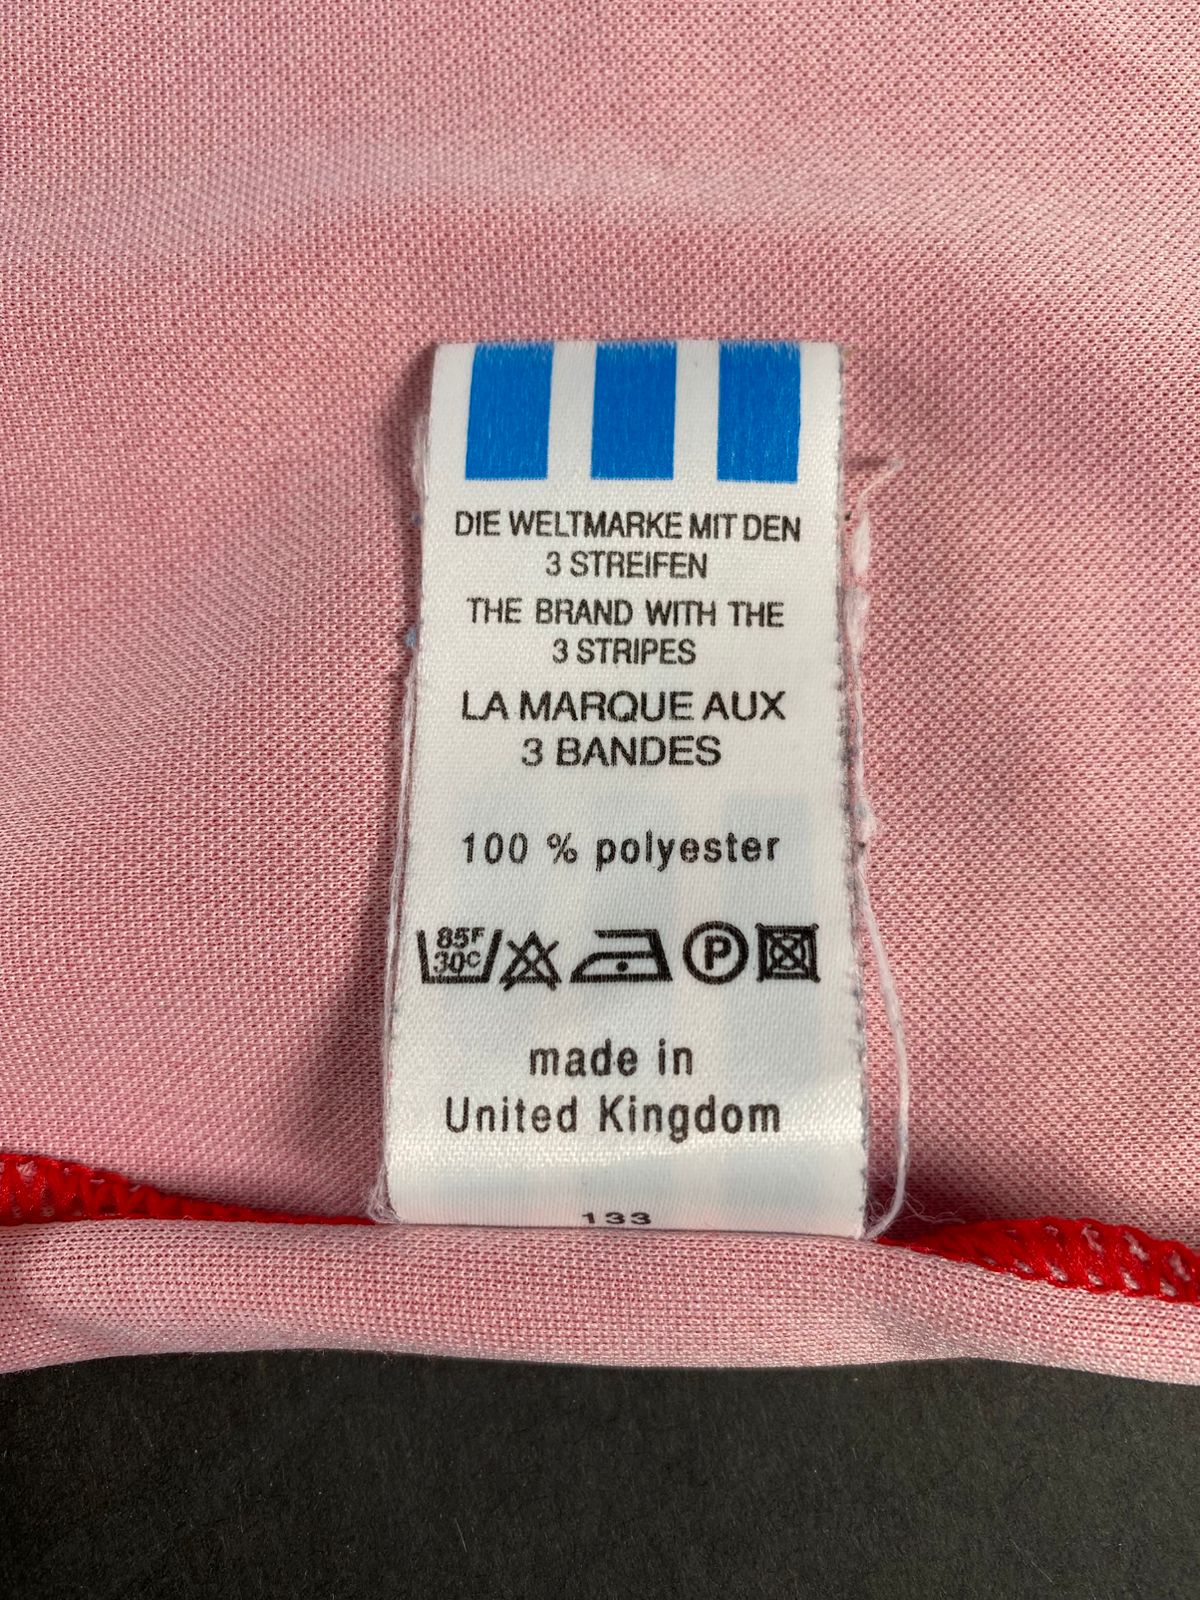 DIE WELTMARKE MIT DEN
3 STREIFEN
THE BRAND WITH THE
3 STRIPES
LA MARQUE AUX
3 BANDES
100 % polyester
85F
30C
P
made in
United Kingdom
133